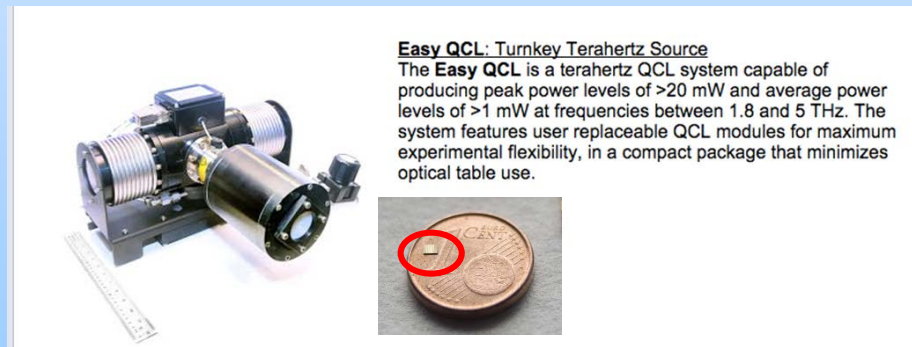 Easy QCL: Turnkey Terahertz Source
The Easy QCL is a terahertz QCL system capable of
producing peak power levels of >20 mW and average power
levels of >1 mW at frequencies between 1.8 and 5 THz. The
system features user replaceable QCL modules for maximum
experimental flexibility, in a compact package that minimizes
optical table use.
CENT